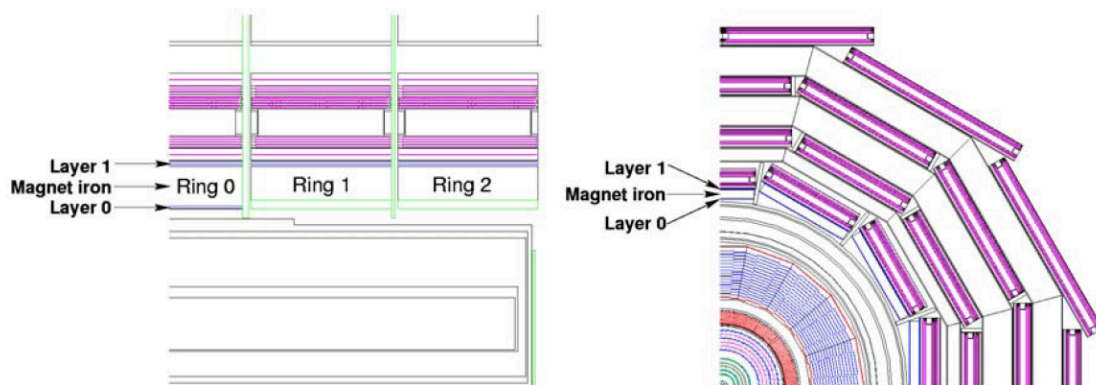 Layer 1
Magnet iron
Layer 0
Ring 0 Ring 1 Ring 2
Layer 1
Magnet iron
Layer 0